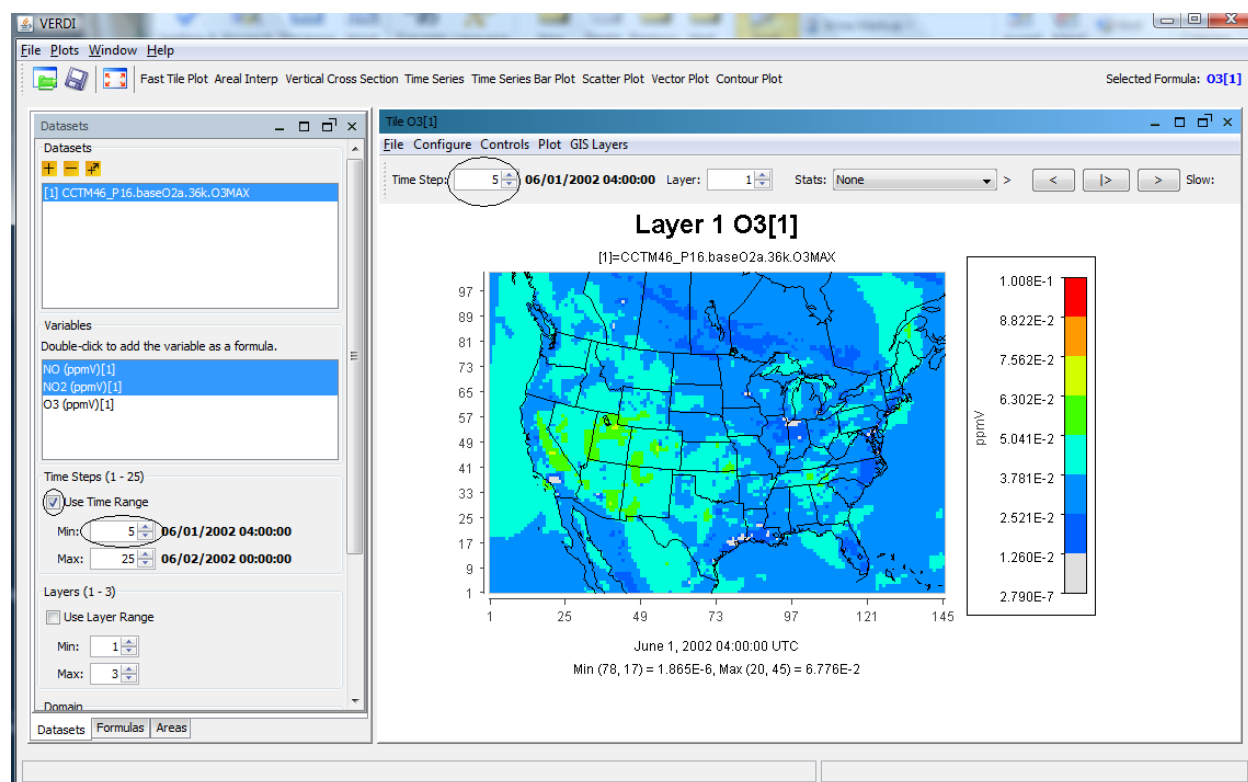 VERDI
File Plots Window Help
Fast Tile Plot Areal Interp Vertical Cross Section Time Series Time Series Bar Plot Scatter Plot Vector Plot Contour Plot
Selected Formula: O3[1]
Datasets
Datasets
[1] CCTM46_P16.baseO2a.36k.O3MAX
Variables
Double-click to add the variable as a formula.
NO (ppmV)[1]
NO2 (ppmV)[1]
O3 (ppmV)[1]
Time Steps (1 - 25)
Use Time Range
Min: 5 06/01/2002 04:00:00
Max: 25 06/02/2002 00:00:00
Layers (1 - 3)
Use Layer Range
Min: 1
Max: 3
Domain
Datasets Formulas Areas
Tile O3[1]
File Configure Controls Plot GIS Layers
Time Step: 5 06/01/2002 04:00:00 Layer: 1 Stats: None > < |> > Slow:
Layer 1 O3[1]
[1]=CCTM46_P16.baseO2a.36k.O3MAX
97
89
81
73
65
57
49
41
33
25
17
9
1
1 25 49 73 97 121 145
June 1, 2002 04:00:00 UTC
Min (78, 17) = 1.865E-6, Max (20, 45) = 6.776E-2
ppmV
1.008E-1
8.822E-2
7.562E-2
6.302E-2
5.041E-2
3.781E-2
2.521E-2
1.260E-2
2.790E-7